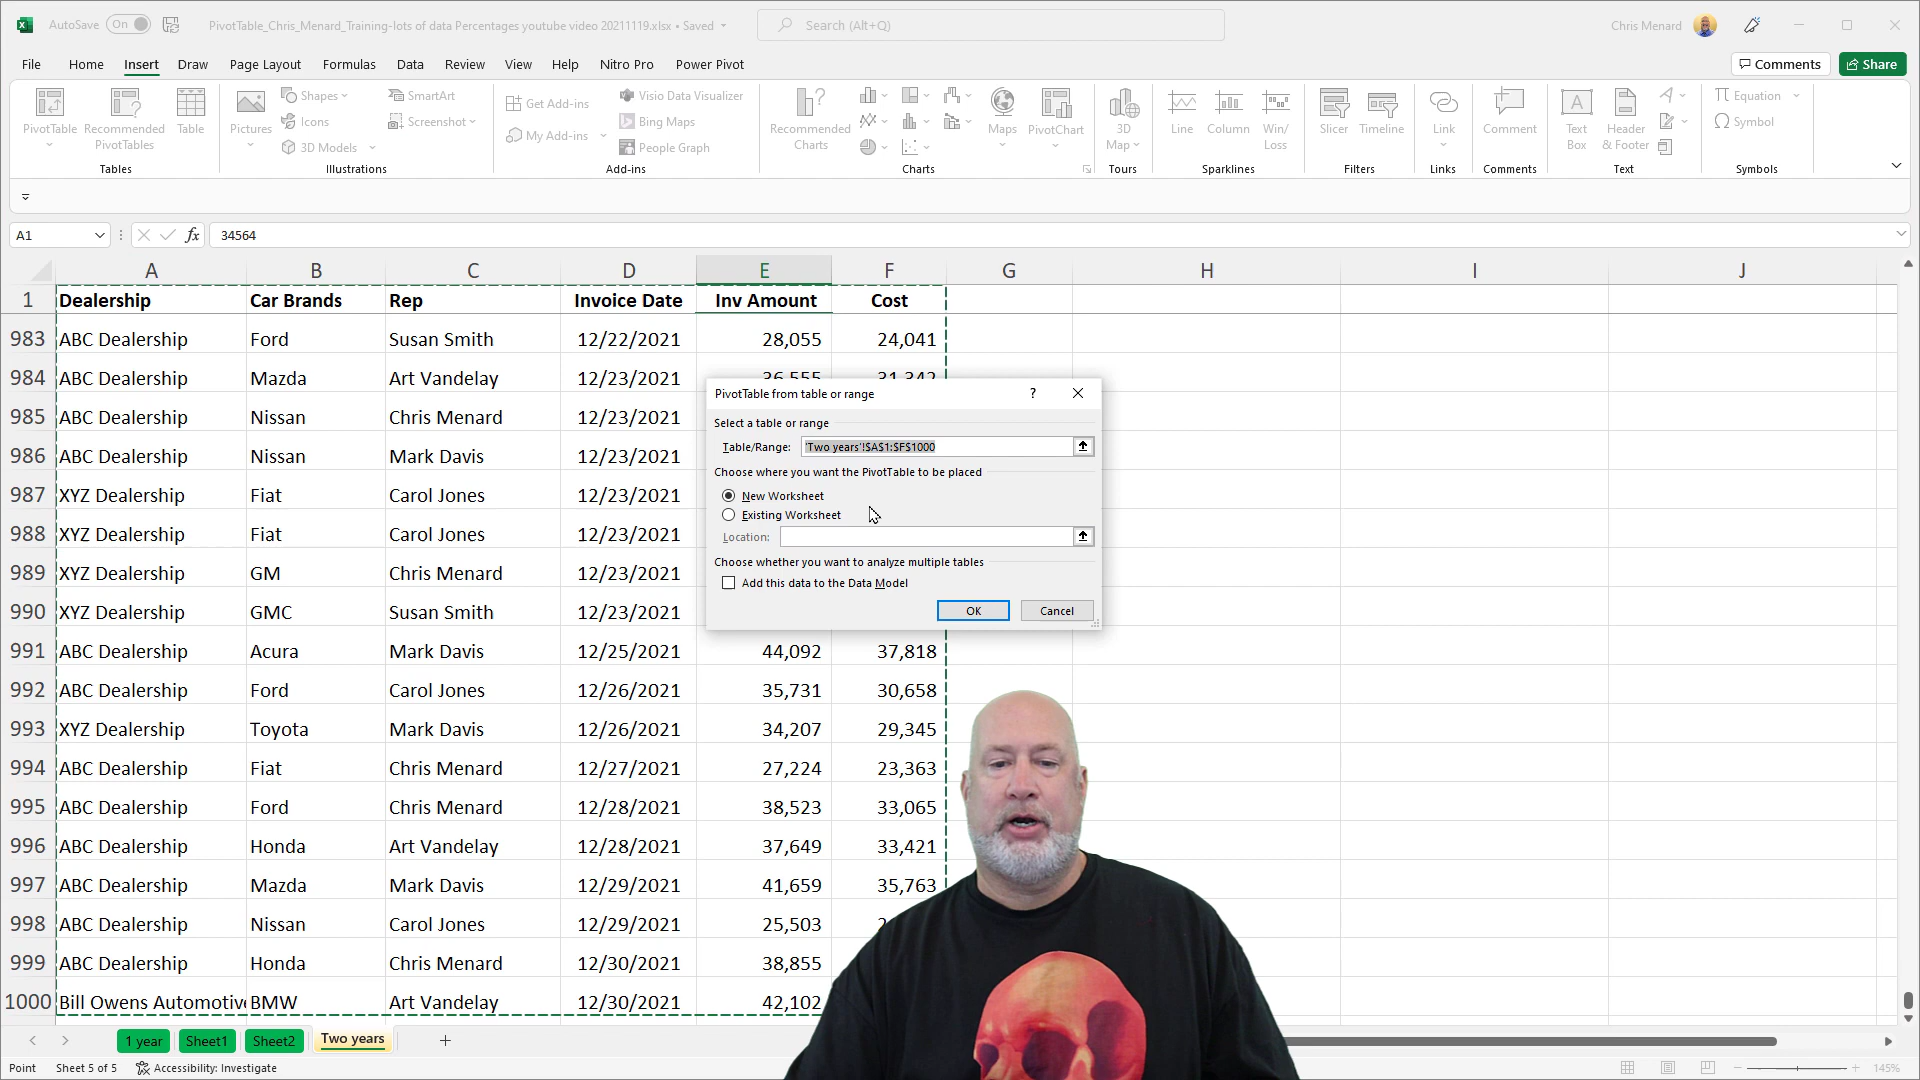 AutoSave On PivotTable_Chris_Menard_Training-lots of data Percentages youtube video 20211119.xlsx • Saved Search (Alt+Q) Chris Menard
File Home Insert Draw Page Layout Formulas Data Review View Help Nitro Pro Power Pivot Comments Share
PivotTable Recommended PivotTables Table
Tables
Pictures Shapes Icons 3D Models SmartArt Screenshot
Illustrations
Get Add-ins My Add-ins Visio Data Visualizer Bing Maps People Graph
Add-ins
Recommended Charts Maps PivotChart
Charts
3D Map
Tours
Line Column Win/Loss
Sparklines
Slicer Timeline
Filters
Link
Links
Comment
Comments
Text Box Header & Footer
Text
Equation Symbol
Symbols
A1 fx 34564
A B C D E F G H I J
1 Dealership Car Brands Rep Invoice Date Inv Amount Cost
983 ABC Dealership Ford Susan Smith 12/22/2021 28,055 24,041
984 ABC Dealership Mazda Art Vandelay 12/23/2021 36,555 31,342
985 ABC Dealership Nissan Chris Menard 12/23/2021
986 ABC Dealership Nissan Mark Davis 12/23/2021
987 XYZ Dealership Fiat Carol Jones 12/23/2021
988 XYZ Dealership Fiat Carol Jones 12/23/2021
989 XYZ Dealership GM Chris Menard 12/23/2021
990 XYZ Dealership GMC Susan Smith 12/23/2021
991 ABC Dealership Acura Mark Davis 12/25/2021 44,092 37,818
992 ABC Dealership Ford Carol Jones 12/26/2021 35,731 30,658
993 XYZ Dealership Toyota Mark Davis 12/26/2021 34,207 29,345
994 ABC Dealership Fiat Chris Menard 12/27/2021 27,224 23,363
995 ABC Dealership Ford Chris Menard 12/28/2021 38,523 33,065
996 ABC Dealership Honda Art Vandelay 12/28/2021 37,649 33,421
997 ABC Dealership Mazda Mark Davis 12/29/2021 41,659 35,763
998 ABC Dealership Nissan Carol Jones 12/29/2021 25,503
999 ABC Dealership Honda Chris Menard 12/30/2021 38,855
1000 Bill Owens Automotive BMW Art Vandelay 12/30/2021 42,102
PivotTable from table or range ?
Select a table or range
Table/Range: 'Two years'!$A$1:$F$1000
Choose where you want the PivotTable to be placed
New Worksheet
Existing Worksheet
Location:
Choose whether you want to analyze multiple tables
Add this data to the Data Model
OK Cancel
1 year Sheet1 Sheet2 Two years
Point Sheet 5 of 5 Accessibility: Investigate 145%